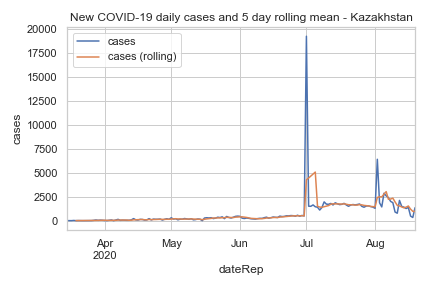 New COVID-19 daily cases and 5 day rolling mean - Kazakhstan
20000
17500
15000
12500
10000
7500
5000
2500
0
cases
cases
cases (rolling)
Apr
2020
May
Jun
Jul
Aug
dateRep